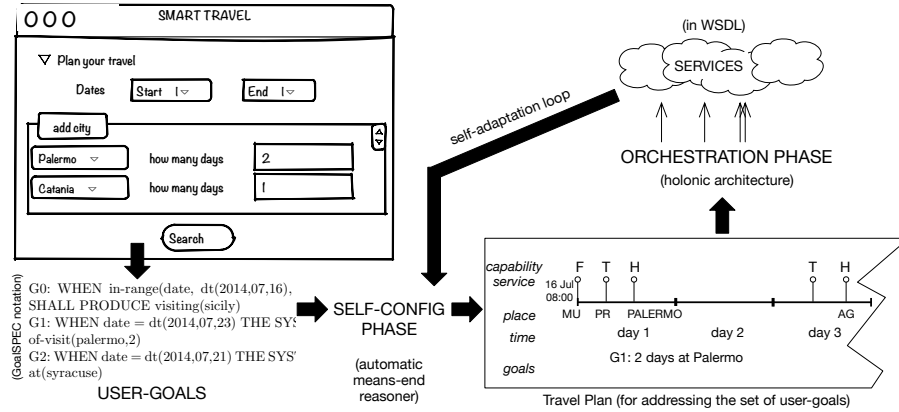 OOO
SMART TRAVEL
▽ Plan your travel
Dates Start |▽ End |▽
add city
Palermo ▽ how many days 2
Catania ▽ how many days 1
Search
(GoalSPEC notation)
G0: WHEN in-range(date, dt(2014,07,16),
SHALL PRODUCE visiting(sicily)
G1: WHEN date = dt(2014,07,23) THE SYS
of-visit(palermo,2)
G2: WHEN date = dt(2014,07,21) THE SYS
at(syracuse)
USER-GOALS
SELF-CONFIG
PHASE
(automatic
means-end
reasoner)
self-adaptation loop
(in WSDL)
SERVICES
ORCHESTRATION PHASE
(holonic architecture)
capability F T H T H
service
16 Jul
08:00
place MU PR PALERMO AG
time day 1 day 2 day 3
goals G1: 2 days at Palermo
Travel Plan (for addressing the set of user-goals)